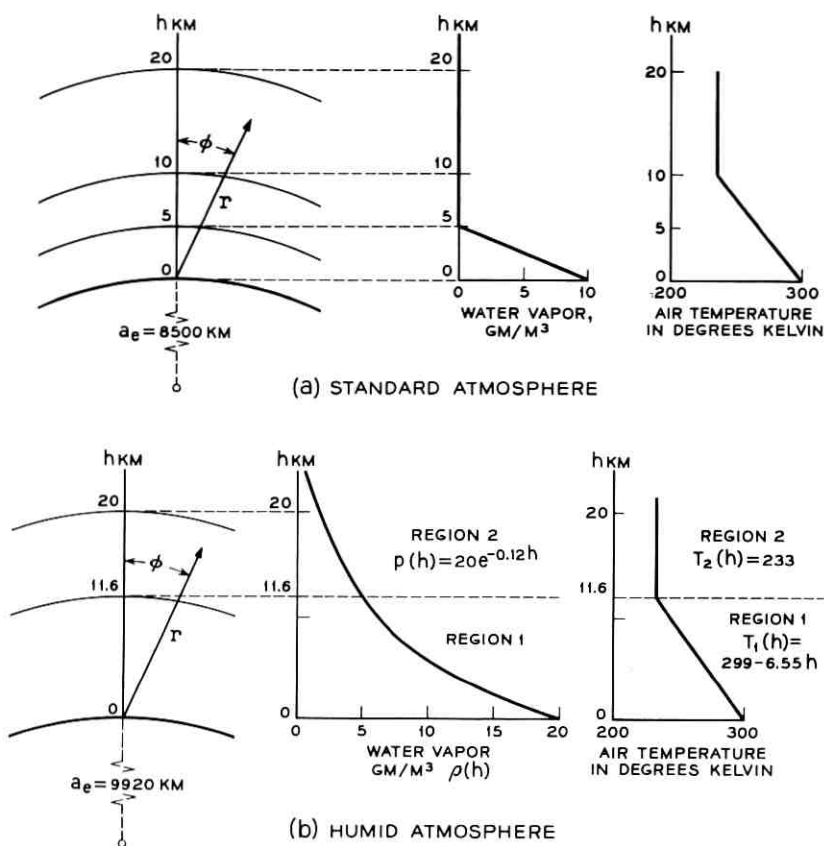 h KM
20
10
5
0
ϕ
r
a_e = 8500 KM
h KM
20
10
5
0
0 5 10
WATER VAPOR,
GM/M³
h KM
20
10
0
200 300
AIR TEMPERATURE
IN DEGREES KELVIN
(a) STANDARD ATMOSPHERE
h KM
20
11.6
0
ϕ
r
a_e = 9920 KM
h KM
20
11.6
0
REGION 2
p(h) = 20e^-0.12h
REGION 1
0 5 10 15 20
WATER VAPOR
GM/M³ ρ(h)
h KM
20
11.6
0
REGION 2
T₂(h) = 233
REGION 1
T₁(h) =
299-6.55h
200 300
AIR TEMPERATURE
IN DEGREES KELVIN
(b) HUMID ATMOSPHERE